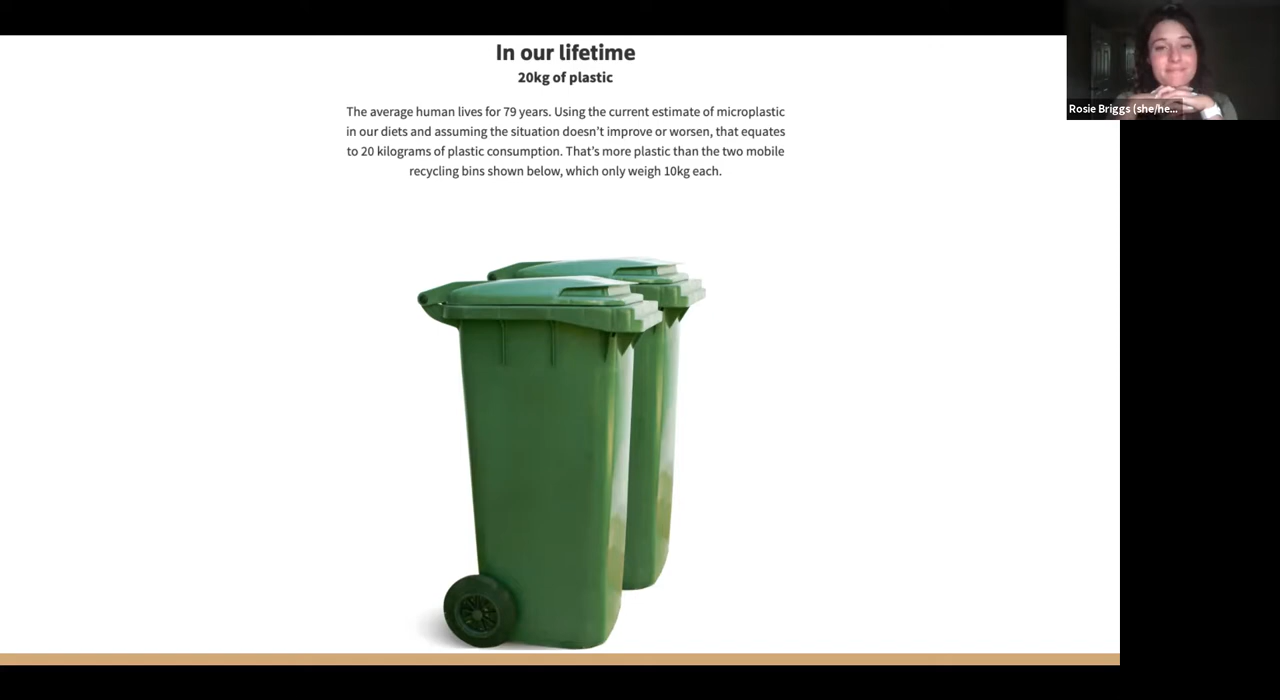 In our lifetime
20kg of plastic
The average human lives for 79 years. Using the current estimate of microplastic
in our diets and assuming the situation doesn’t improve or worsen, that equates
to 20 kilograms of plastic consumption. That’s more plastic than the two mobile
recycling bins shown below, which only weigh 10kg each.
Rosie Briggs (she/he...